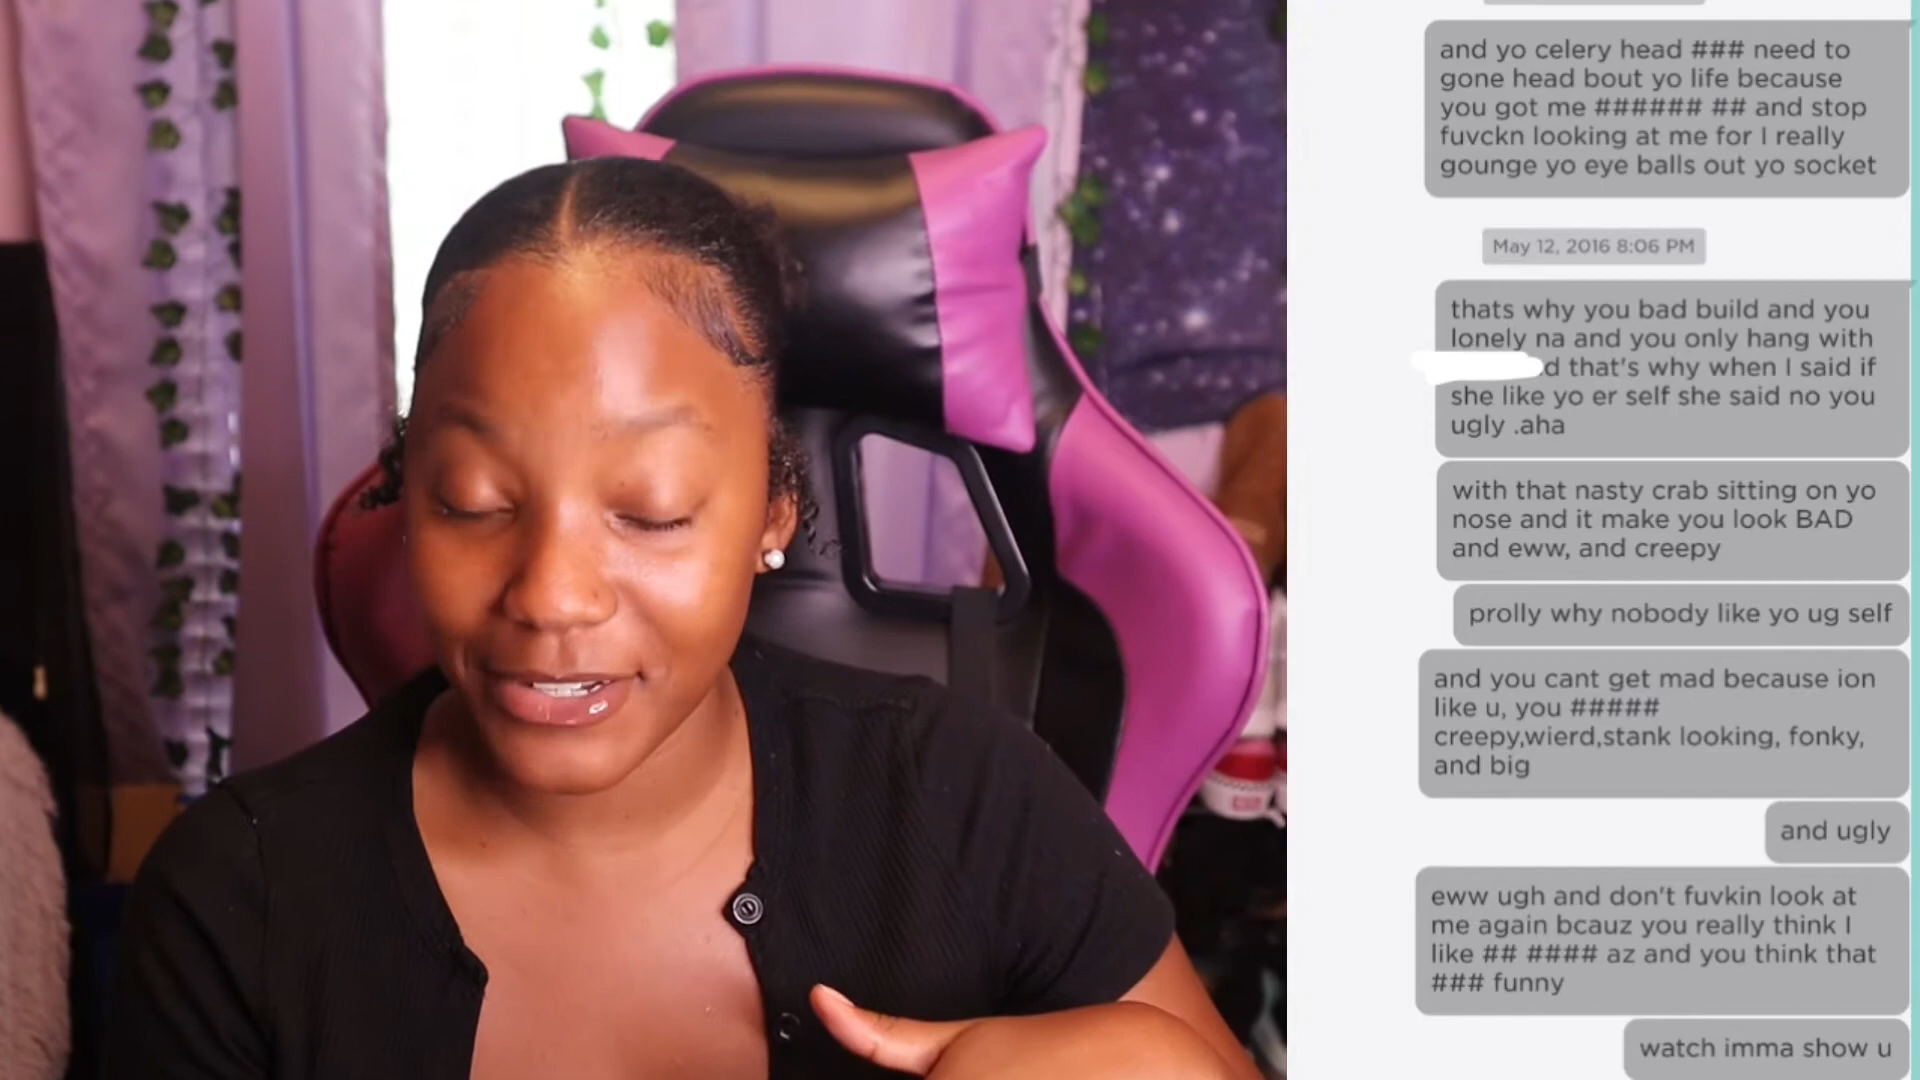 and yo celery head ### need to
gone head bout yo life because
you got me ###### ## and stop
fuvckn looking at me for I really
gounge yo eye balls out yo socket
May 12, 2016 8:06 PM
thats why you bad build and you
lonely na and you only hang with
d that's why when I said if
she like yo er self she said no you
ugly .aha
with that nasty crab sitting on yo
nose and it make you look BAD
and eww, and creepy
prolly why nobody like yo ug self
and you cant get mad because ion
like u, you #####
creepy,wierd,stank looking, fonky,
and big
and ugly
eww ugh and don't fuvkin look at
me again bcauz you really think I
like ## #### az and you think that
### funny
watch imma show u